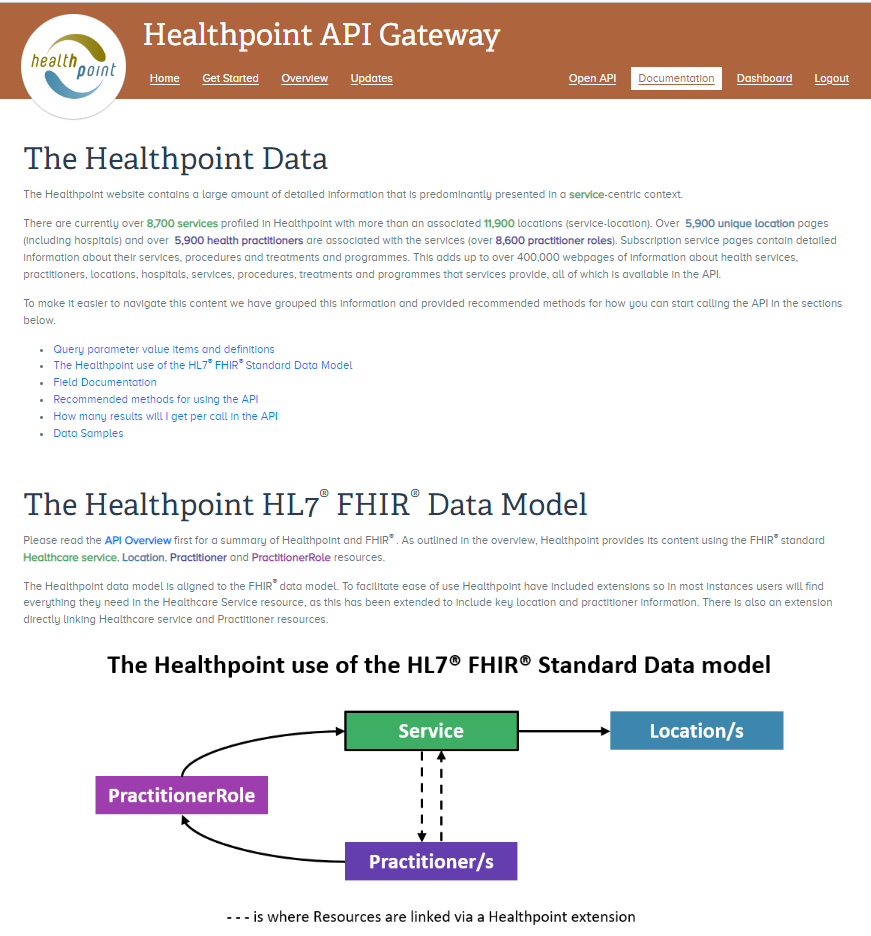 Healthpoint API Gateway
health
point
Home Get Started Overview Updates Open API Documentation Dashboard Logout
The Healthpoint Data
The Healthpoint website contains a large amount of detailed information that is predominantly presented in a service-centric context.
There are currently over 8,700 services profiled in Healthpoint with more than an associated 11,900 locations (service-location). Over 5,900 unique location pages
(including hospitals) and over 5,900 health practitioners are associated with the services (over 8,600 practitioner roles). Subscription service pages contain detailed
information about their services, procedures and treatments and programmes. This adds up to over 400,000 webpages of information about health services,
practitioners, locations, hospitals, services, procedures, treatments and programmes that services provide, all of which is available in the API.
To make it easier to navigate this content we have grouped this information and provided recommended methods for how you can start calling the API in the sections
below.
• Query parameter value items and definitions
• The Healthpoint use of the HL7® FHIR® Standard Data Model
• Field Documentation
• Recommended methods for using the API
• How many results will I get per call in the API
• Data Samples
The Healthpoint HL7® FHIR® Data Model
Please read the API Overview first for a summary of Healthpoint and FHIR®. As outlined in the overview, Healthpoint provides its content using the FHIR® standard
Healthcare service, Location, Practitioner and PractitionerRole resources.
The Healthpoint data model is aligned to the FHIR® data model. To facilitate ease of use Healthpoint have included extensions so in most instances users will find
everything they need in the Healthcare Service resource, as this has been extended to include key location and practitioner information. There is also an extension
directly linking Healthcare service and Practitioner resources.
The Healthpoint use of the HL7® FHIR® Standard Data model
Service
Location/s
PractitionerRole
Practitioner/s
- - - is where Resources are linked via a Healthpoint extension